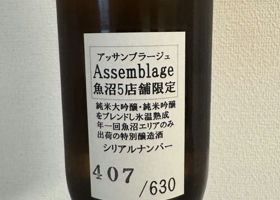 アッサンブラージュ
Assemblage
魚沼5店舗限定
純米大吟醸・純米吟醸
をブレンドし氷温熟成
年一回魚沼エリアのみ
出荷の特別醸造酒
シリアルナンバー
407/630